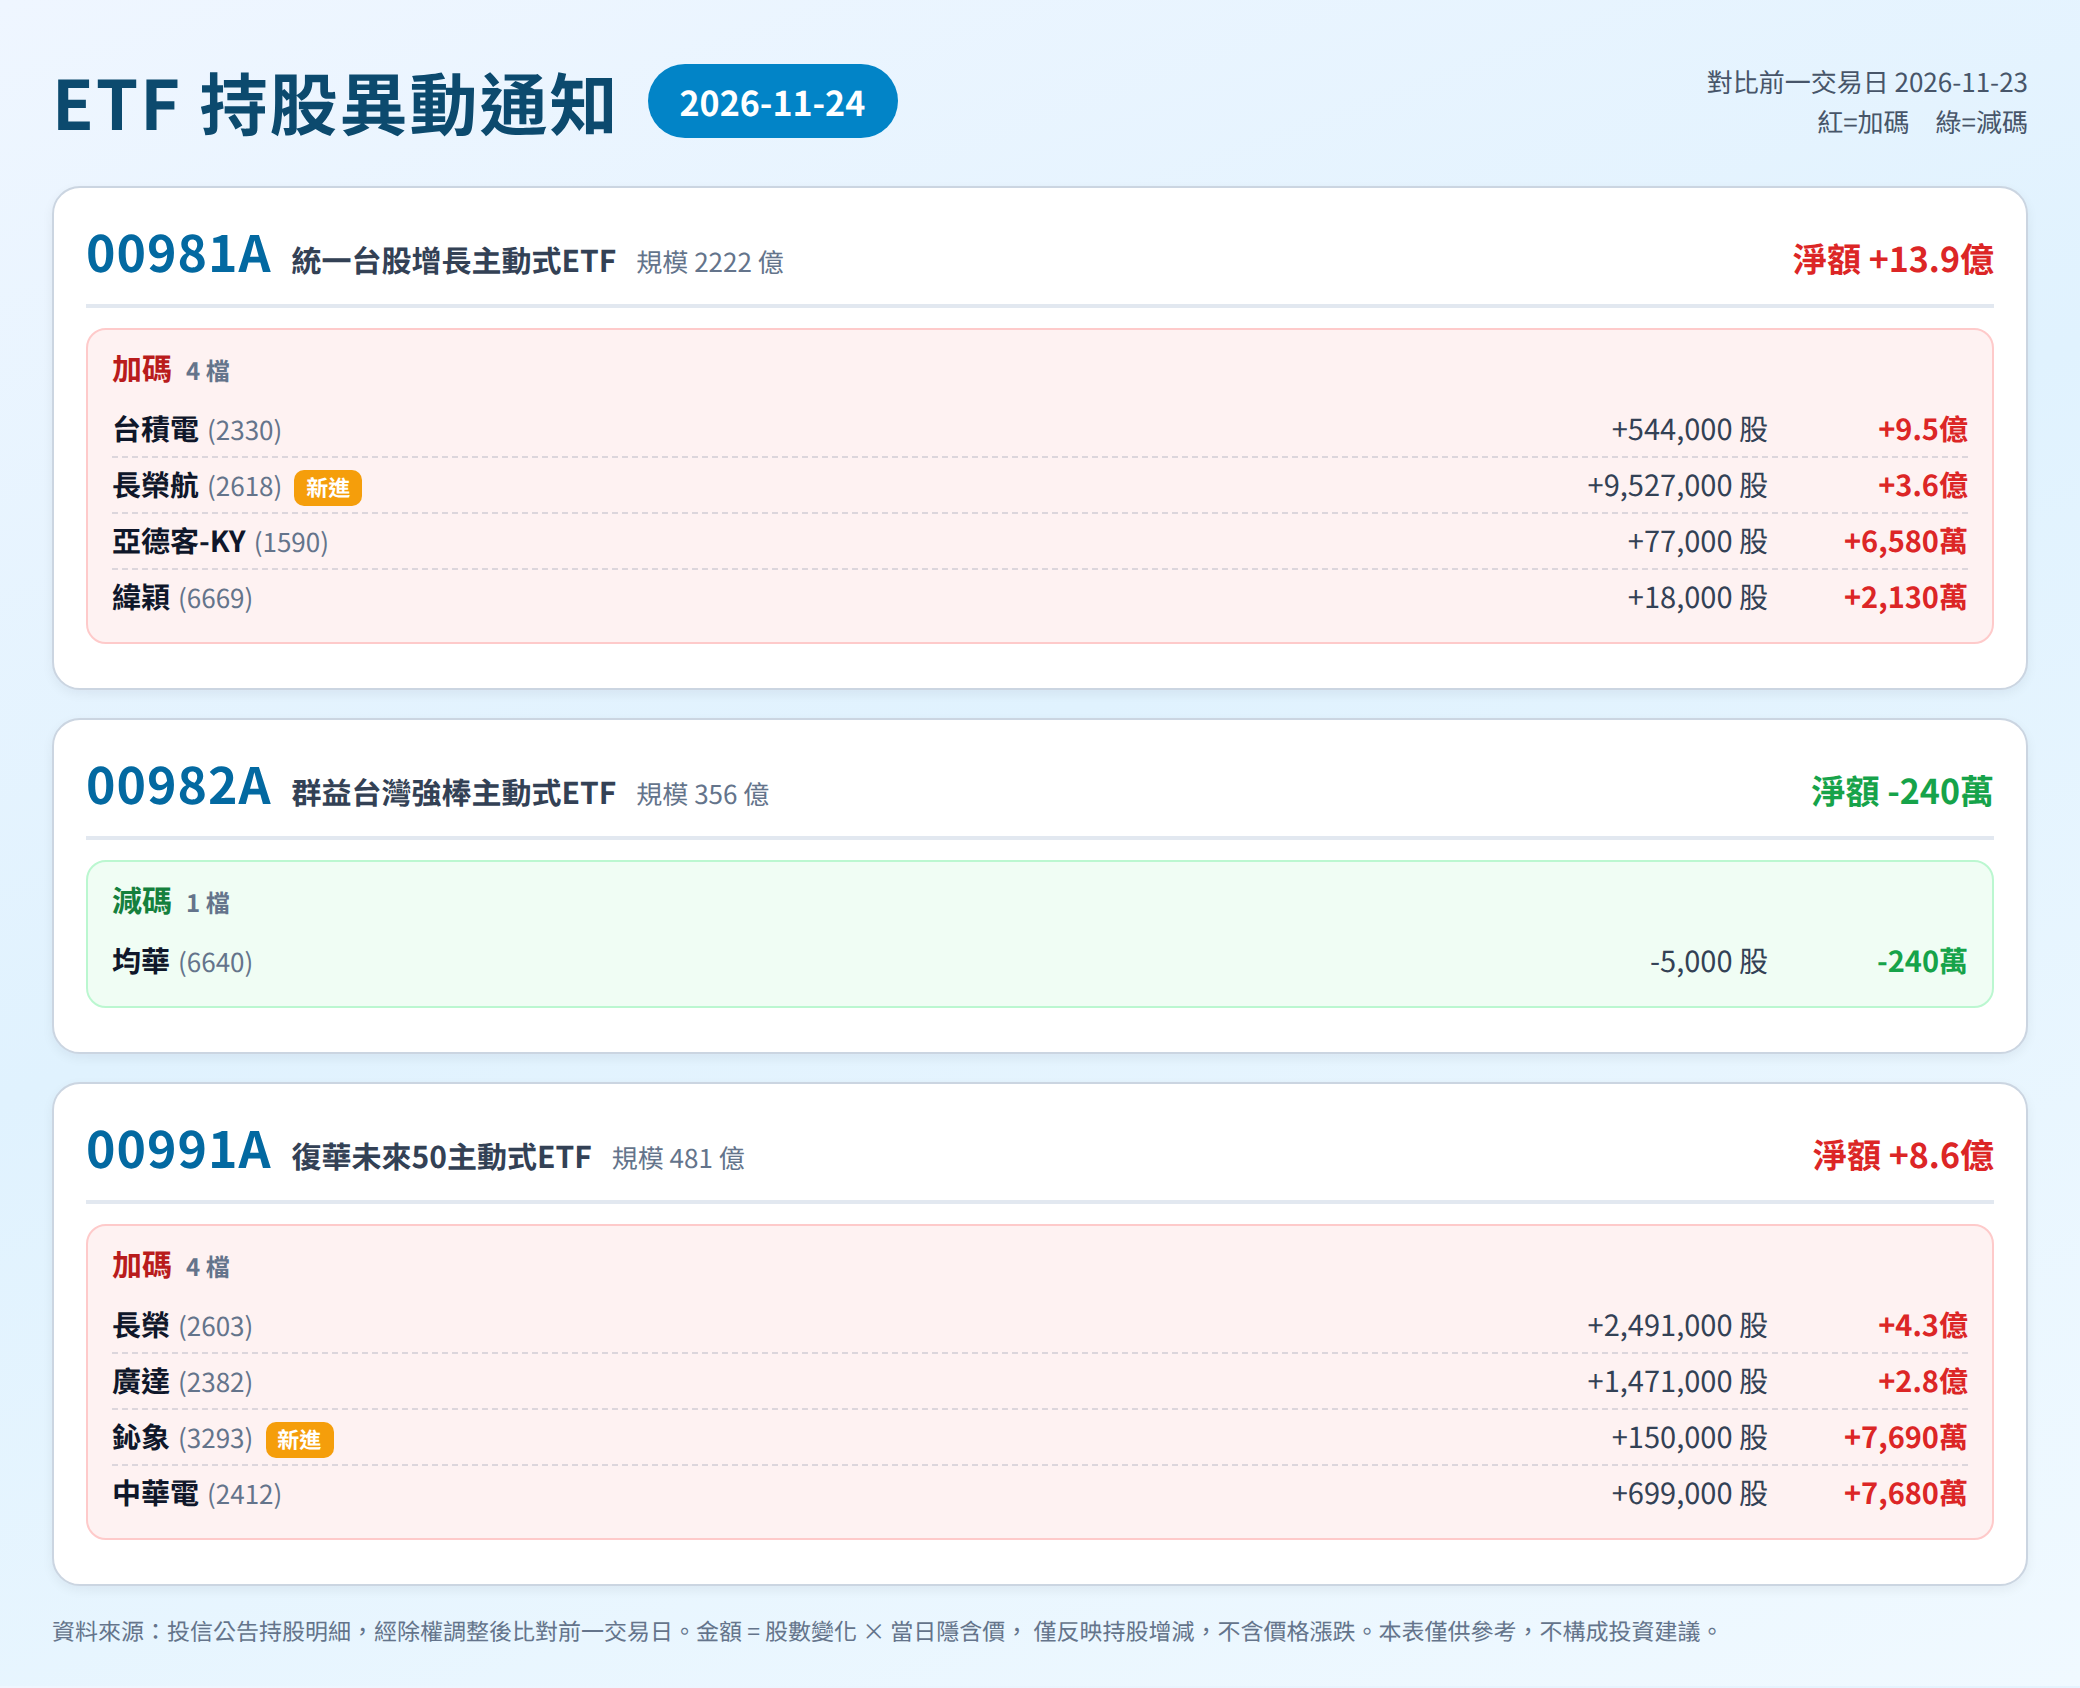 ETF 持股異動通知 2026-11-24
對比前一交易日 2026-11-23
紅=加碼 綠=減碼
00981A 統一台股增長主動式ETF 規模 2222 億 淨額 +13.9億
加碼 4 檔
台積電 (2330) +544,000 股 +9.5億
長榮航 (2618) 新進 +9,527,000 股 +3.6億
亞德客-KY (1590) +77,000 股 +6,580萬
緯穎 (6669) +18,000 股 +2,130萬
00982A 群益台灣強棒主動式ETF 規模 356 億 淨額 -240萬
減碼 1 檔
均華 (6640) -5,000 股 -240萬
00991A 復華未來50主動式ETF 規模 481 億 淨額 +8.6億
加碼 4 檔
長榮 (2603) +2,491,000 股 +4.3億
廣達 (2382) +1,471,000 股 +2.8億
鈊象 (3293) 新進 +150,000 股 +7,690萬
中華電 (2412) +699,000 股 +7,680萬
資料來源：投信公告持股明細，經除權調整後比對前一交易日。金額 = 股數變化 × 當日隱含價， 僅反映持股增減，不含價格漲跌。本表僅供參考，不構成投資建議。